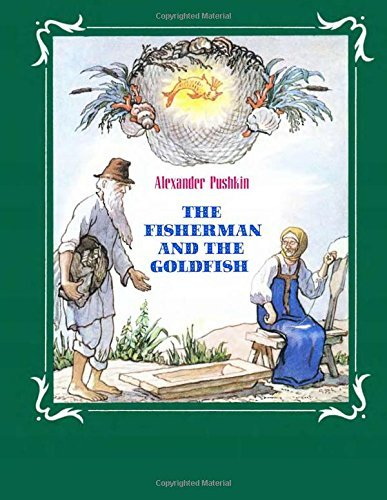 Copyrighted Material
Alexander Pushkin
THE
FISHERMAN
AND THE
GOLDFISH
Copyrighted Material